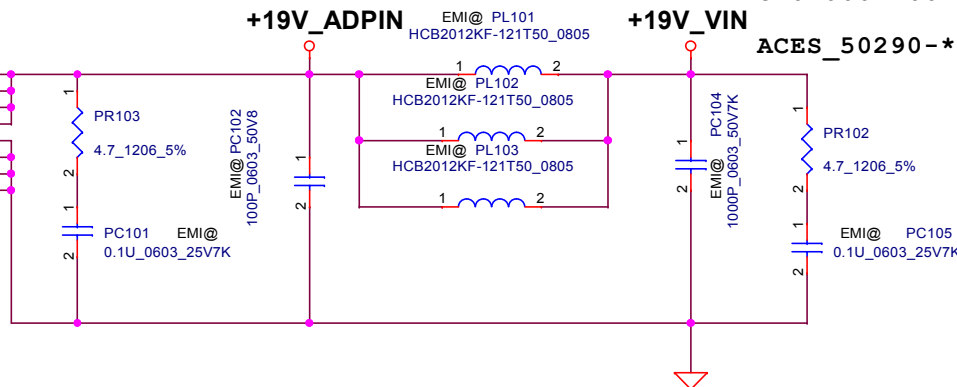 +19V_ADPIN
EMI@ PL101
HCB2012KF-121T50_0805
+19V_VIN
ACES_50290-*
1
2
EMI@ PL102
HCB2012KF-121T50_0805
1
2
EMI@ PL103
HCB2012KF-121T50_0805
1
2
1
PR103
4.7_1206_5%
2
1
PC101 EMI@
0.1U_0603_25V7K
2
EMI@ PC102
100P_0603_50V8
1
2
EMI@ PC104
1000P_0603_50V7K
1
2
1
PR102
4.7_1206_5%
2
1
EMI@ PC105
0.1U_0603_25V7K
2